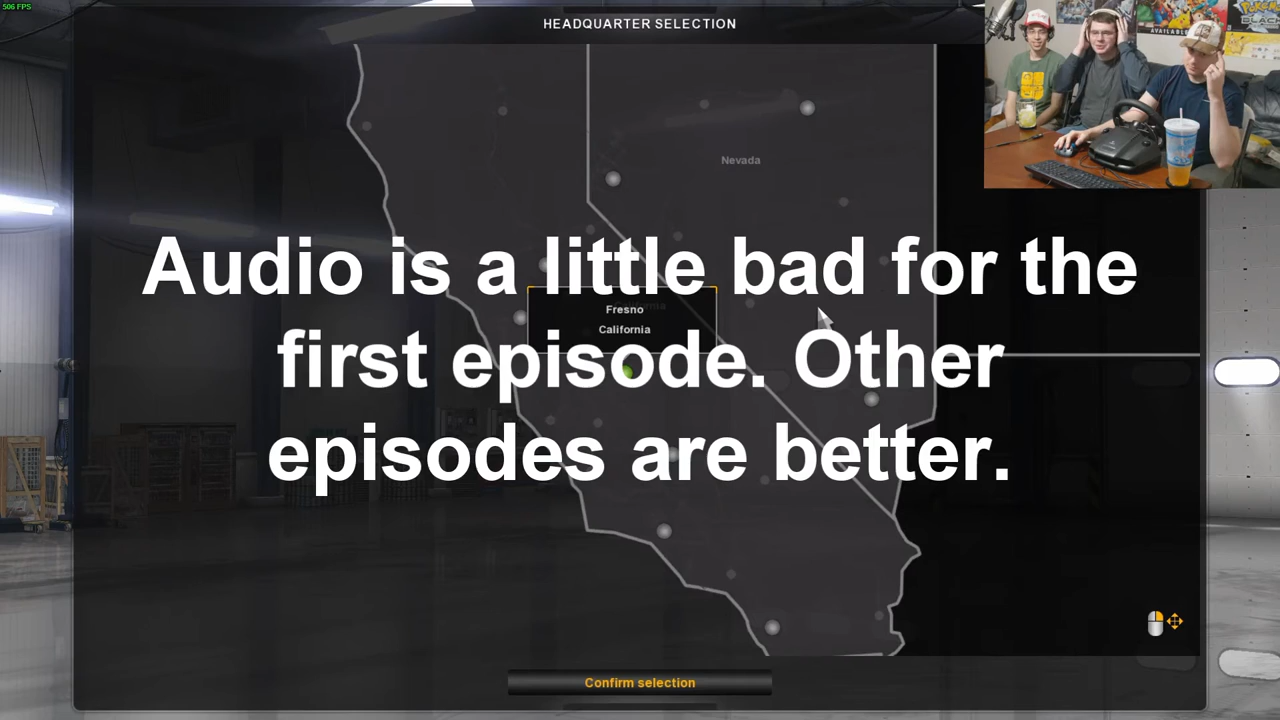 506 FPS
HEADQUARTER SELECTION
AVAILABLE
Nevada
Audio is a little bad for the
Fresno
California
first episode. Other
episodes are better.
Confirm selection